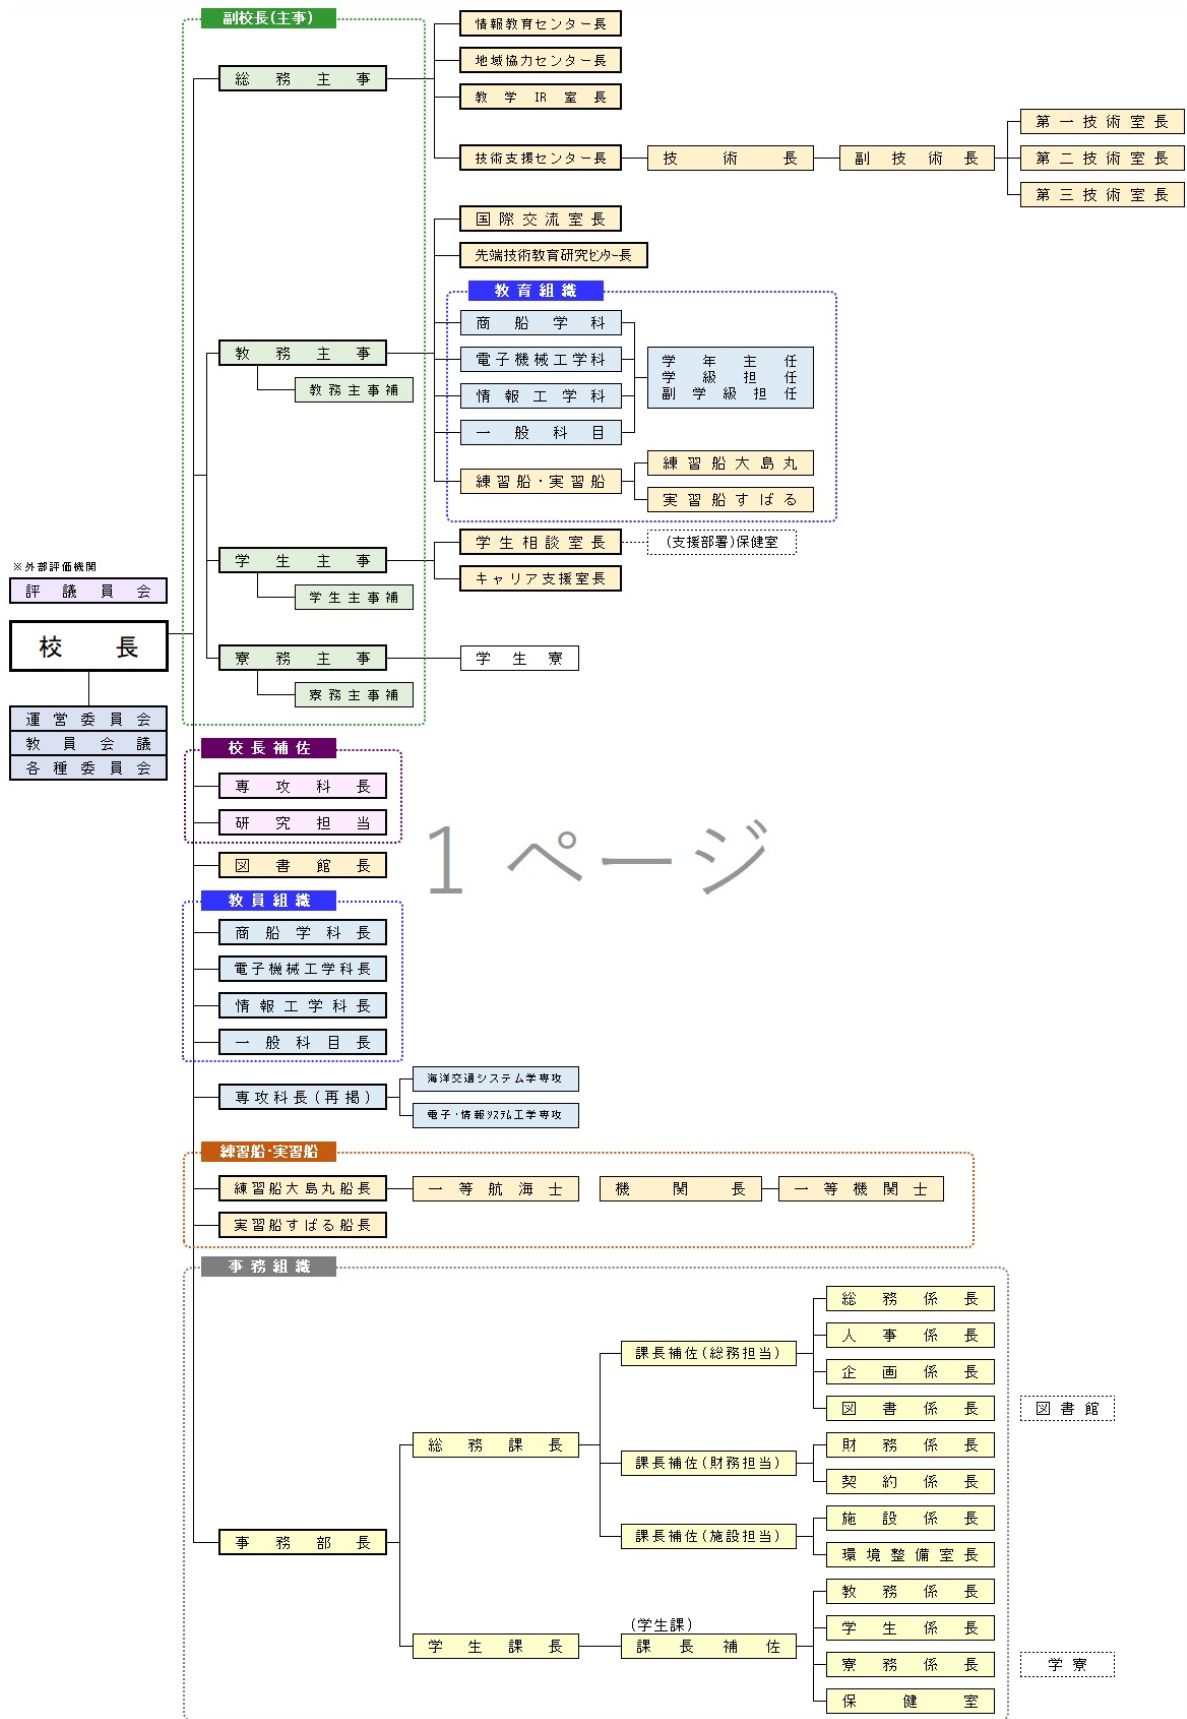 副校長(主事)
情報教育センター長
地域協力センター長
総務主事
教学IR室長
技術支援センター長
技術長
副技術長
第一技術室長
第二技術室長
第三技術室長
国際交流室長
先端技術教育研究センター長
教育組織
商船学科
教務主事
電子機械工学科
教務主事補
情報工学科
一般科目
学年主任
学級担任
副学級担任
練習船・実習船
練習船大島丸
実習船すばる
学生主事
学生相談室長
(支援部署)保健室
学生主事補
キャリア支援室長
※外部評価機関
評議員会
校長
寮務主事
学生寮
寮務主事補
運営委員会
教員会議
各種委員会
校長補佐
専攻科長
研究担当
1 ページ
図書館長
教員組織
商船学科長
電子機械工学科長
情報工学科長
一般科目長
専攻科長(再掲)
海洋交通システム学専攻
電子・情報システム工学専攻
練習船・実習船
練習船大島丸船長
一等航海士
機関長
一等機関士
実習船すばる船長
事務組織
事務部長
総務課長
課長補佐(総務担当)
総務係長
人事係長
企画係長
図書係長
図書館
課長補佐(財務担当)
財務係長
契約係長
課長補佐(施設担当)
施設係長
環境整備室長
学生課長
(学生課)
課長補佐
教務係長
学生係長
寮務係長
学寮
保健室